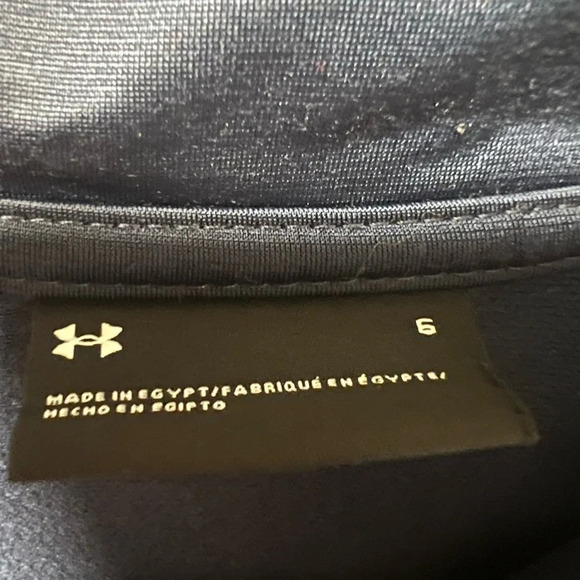 6
MADE IN EGYPT/FABRIQUÉ EN ÉGYPTE/
HECHO EN EGIPTO